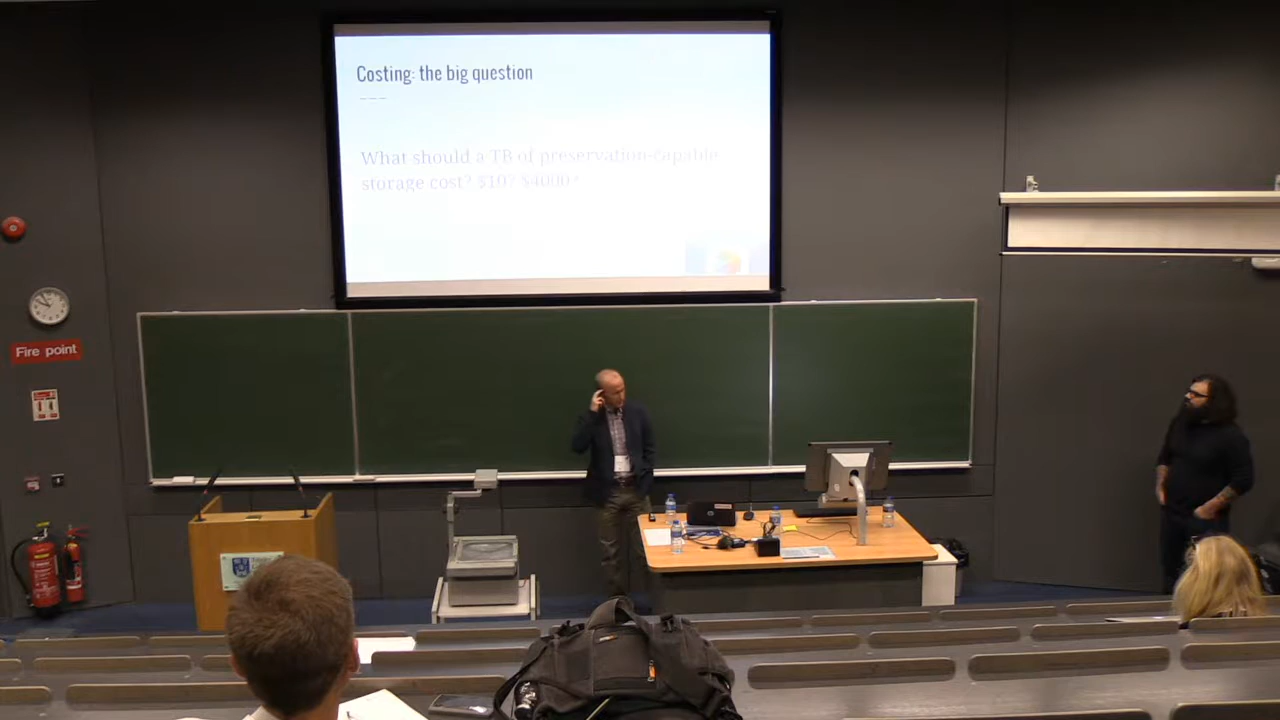 Costing: the big question
What should a TB of preservation-capable
storage cost? $10? $4000?
Fire point